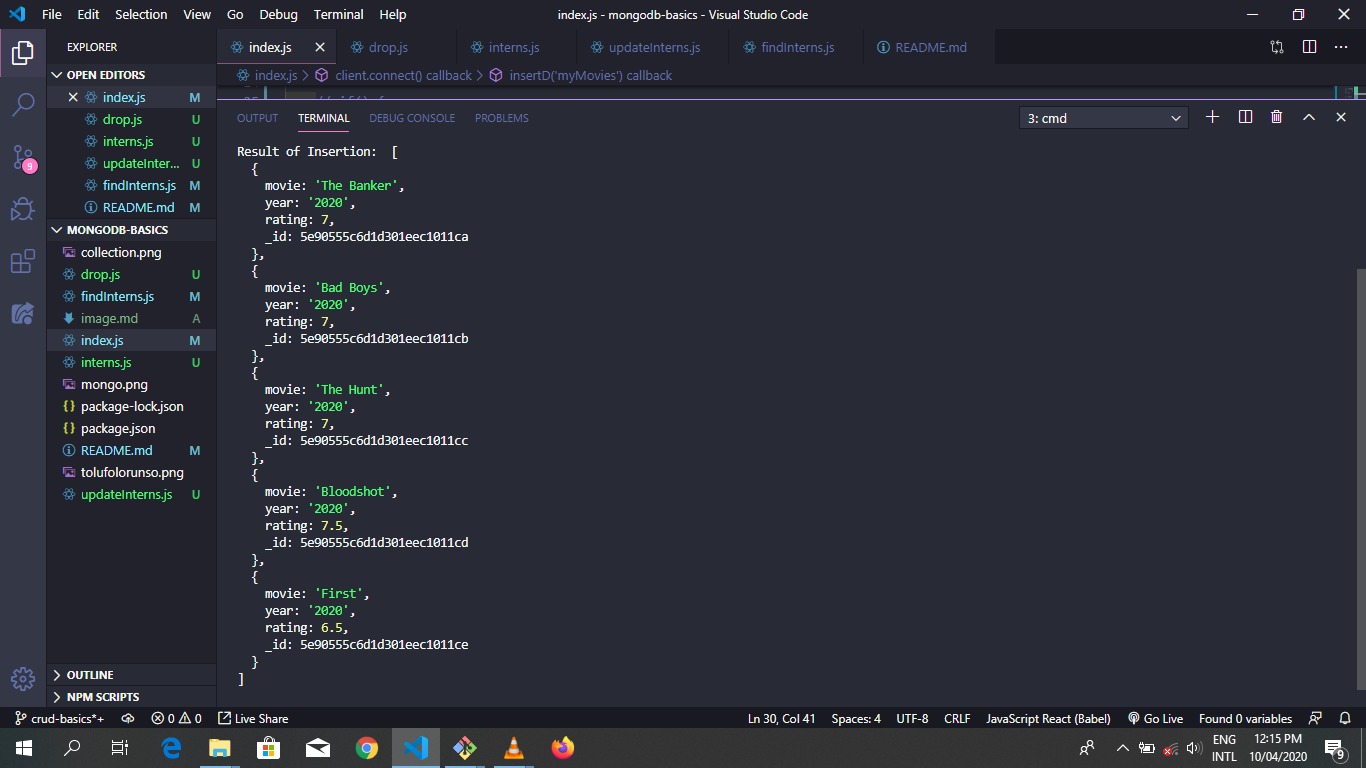 File Edit Selection View Go Debug Terminal Help
index.js - mongodb-basics - Visual Studio Code
EXPLORER
OPEN EDITORS
index.js M
drop.js U
interns.js U
updateInter... U
findInterns.js M
README.md M
MONGODB-BASICS
collection.png
drop.js U
findInterns.js M
image.md A
index.js M
interns.js U
mongo.png
package-lock.json
package.json
README.md M
tolufolorunso.png
updateInterns.js U
OUTLINE
NPM SCRIPTS
9
index.js drop.js interns.js updateInterns.js findInterns.js README.md
index.js > client.connect() callback > insertD('myMovies') callback
OUTPUT TERMINAL DEBUG CONSOLE PROBLEMS
3: cmd
Result of Insertion: [
{
movie: 'The Banker',
year: '2020',
rating: 7,
_id: 5e90555c6d1d301eec1011ca
},
{
movie: 'Bad Boys',
year: '2020',
rating: 7,
_id: 5e90555c6d1d301eec1011cb
},
{
movie: 'The Hunt',
year: '2020',
rating: 7,
_id: 5e90555c6d1d301eec1011cc
},
{
movie: 'Bloodshot',
year: '2020',
rating: 7.5,
_id: 5e90555c6d1d301eec1011cd
},
{
movie: 'First',
year: '2020',
rating: 6.5,
_id: 5e90555c6d1d301eec1011ce
}
]
crud-basics*+ 0 0 Live Share
Ln 30, Col 41 Spaces: 4 UTF-8 CRLF JavaScript React (Babel) Go Live Found 0 variables
ENG
INTL
12:15 PM
10/04/2020
9